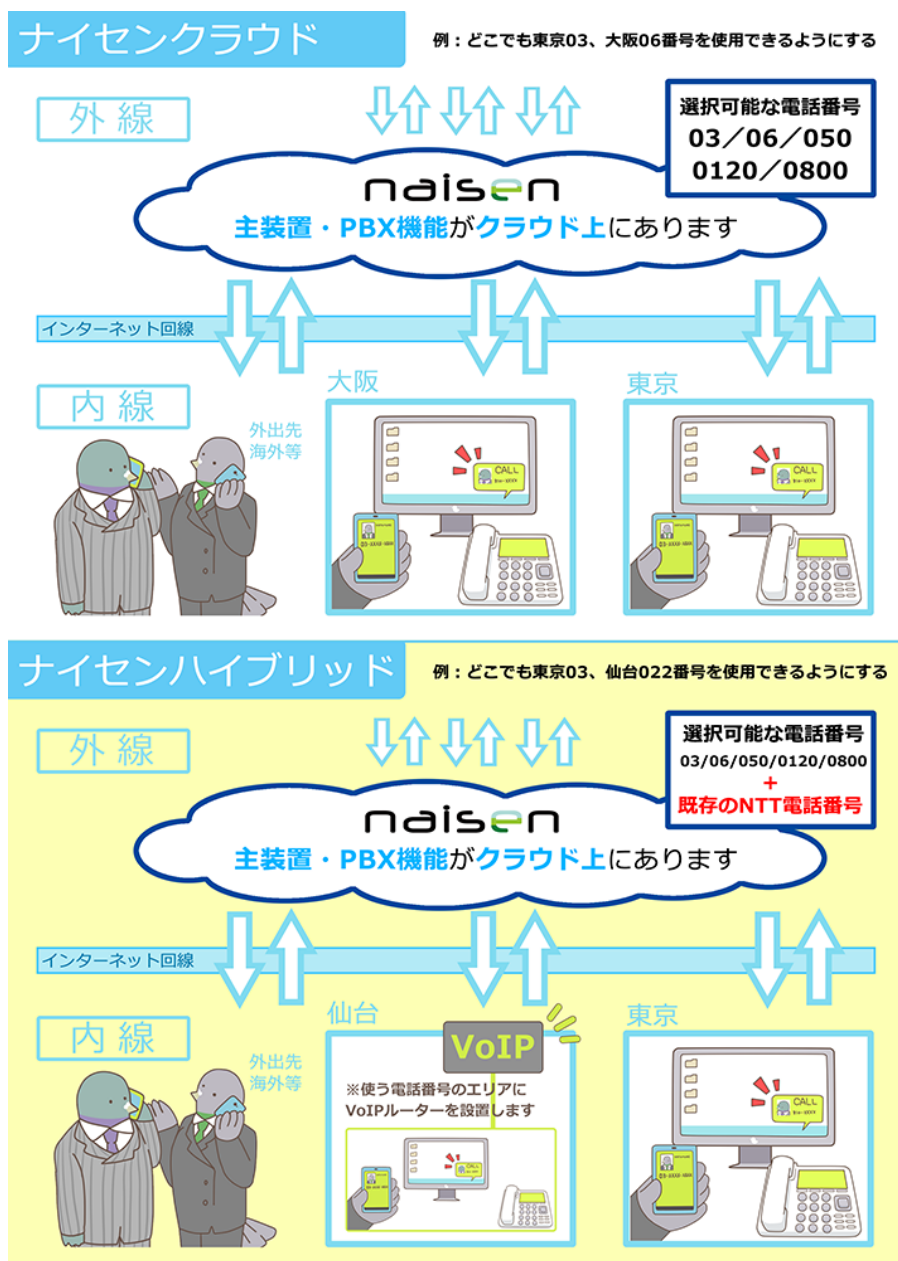 ナイセンクラウド
例：どこでも東京03、大阪06番号を使用できるようにする
外線
選択可能な電話番号
03／06／050
0120／0800
naisen
主装置・PBX機能がクラウド上にあります
インターネット回線
内線
外出先
海外等
大阪
CALL
東京
CALL
ナイセンハイブリッド
例：どこでも東京03、仙台022番号を使用できるようにする
外線
選択可能な電話番号
03/06/050/0120/0800
+
既存のNTT電話番号
naisen
主装置・PBX機能がクラウド上にあります
インターネット回線
内線
外出先
海外等
仙台
VoIP
※使う電話番号のエリアに
VoIPルーターを設置します
CALL
東京
CALL